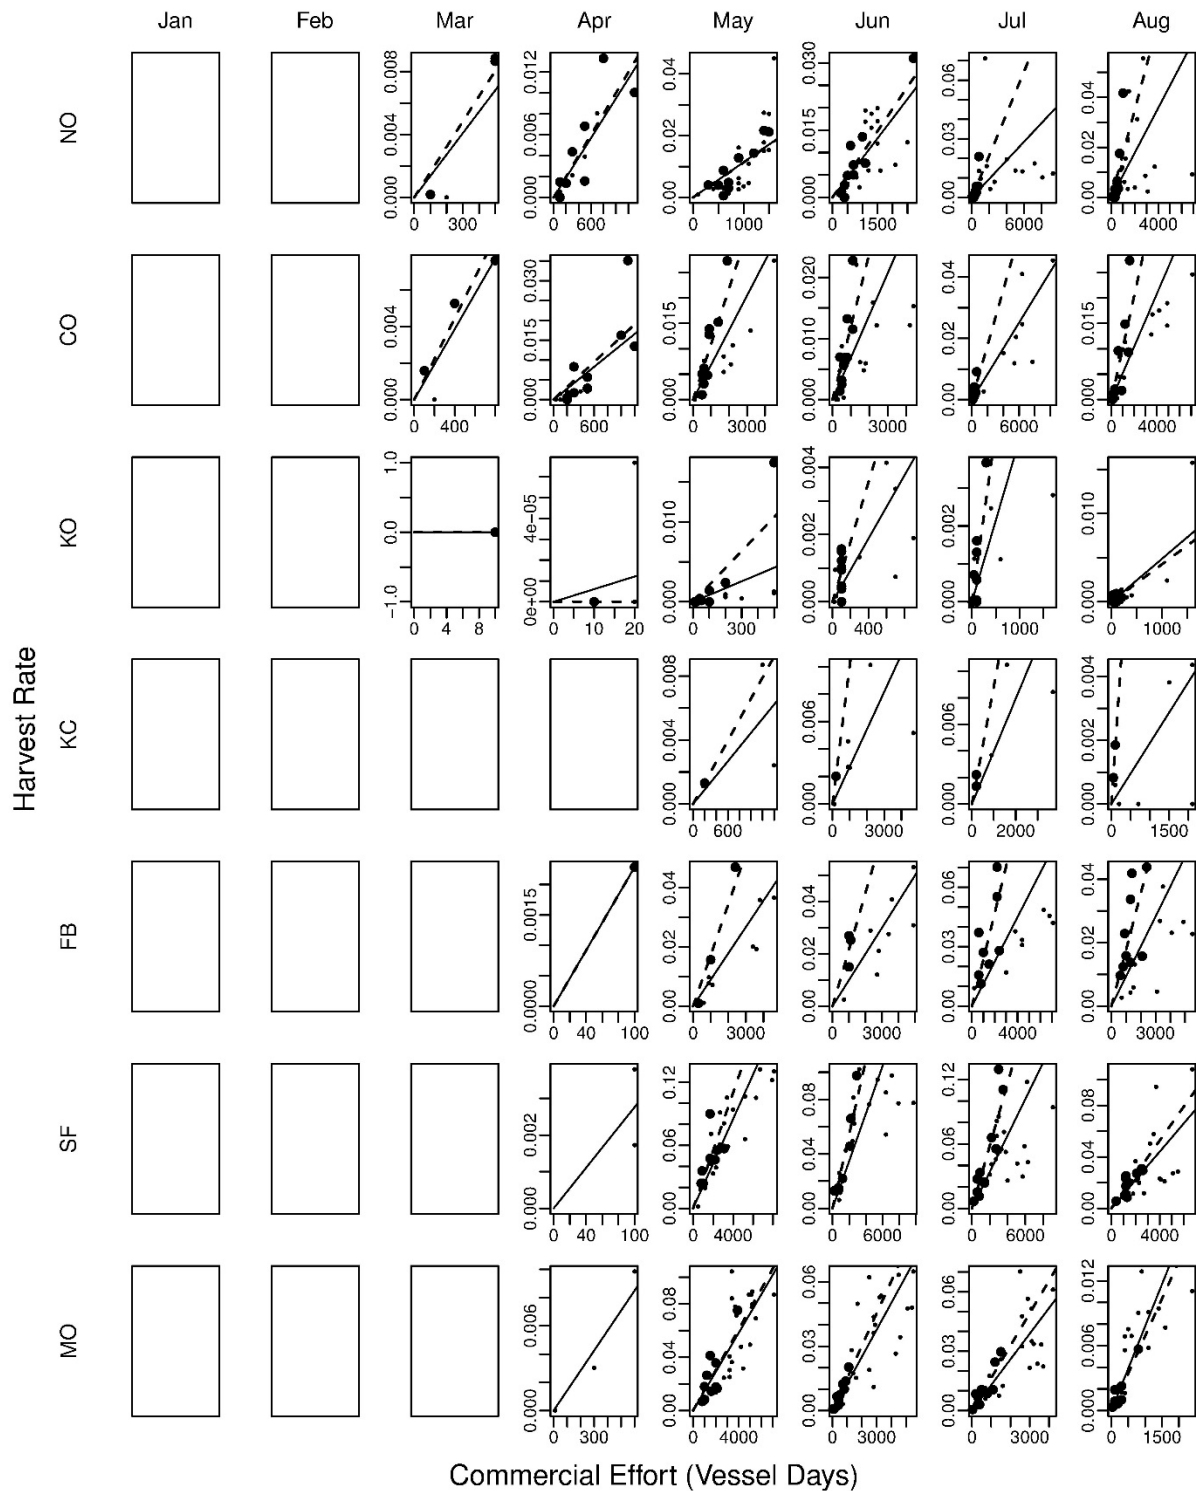 Jan Feb Mar Apr May Jun Jul Aug
Harvest Rate
NO
0.000 0.004 0.008
0 300
0.000 0.006 0.012
0 600
0.00 0.02 0.04
0 1000
0.000 0.015 0.030
0 1500
0.00 0.03 0.06
0 6000
0.00 0.02 0.04
0 4000
CO
0.000 0.004
0 400
0.000 0.015 0.030
0 600
0.000 0.015
0 3000
0.000 0.010 0.020
0 3000
0.00 0.02 0.04
0 6000
0.000 0.010 0.020
0 4000
KO
-1.0 0.0 1.0
0 4 8
0e+00 4e-05
0 10 20
0.000 0.010
0 300
0.000 0.002 0.004
0 400
0.000 0.002
0 1000
0.000 0.010
0 1000
KC
0.000 0.004 0.008
0 600
0.000 0.006
0 3000
0.000 0.006
0 2000
0.000 0.002 0.004
0 1500
FB
0.0000 0.0015
0 40 100
0.00 0.02 0.04
0 3000
0.00 0.02 0.04
0 3000
0.00 0.03 0.06
0 4000
0.00 0.02 0.04
0 3000
SF
0.000 0.002
0 40 100
0.00 0.06 0.12
0 4000
0.00 0.04 0.08
0 6000
0.00 0.06 0.12
0 6000
0.00 0.04 0.08
0 4000
MO
0.000 0.006
0 300
0.00 0.04 0.08
0 4000
0.00 0.03 0.06
0 3000
0.00 0.03 0.06
0 3000
0.000 0.006 0.012
0 1500
Commercial Effort (Vessel Days)